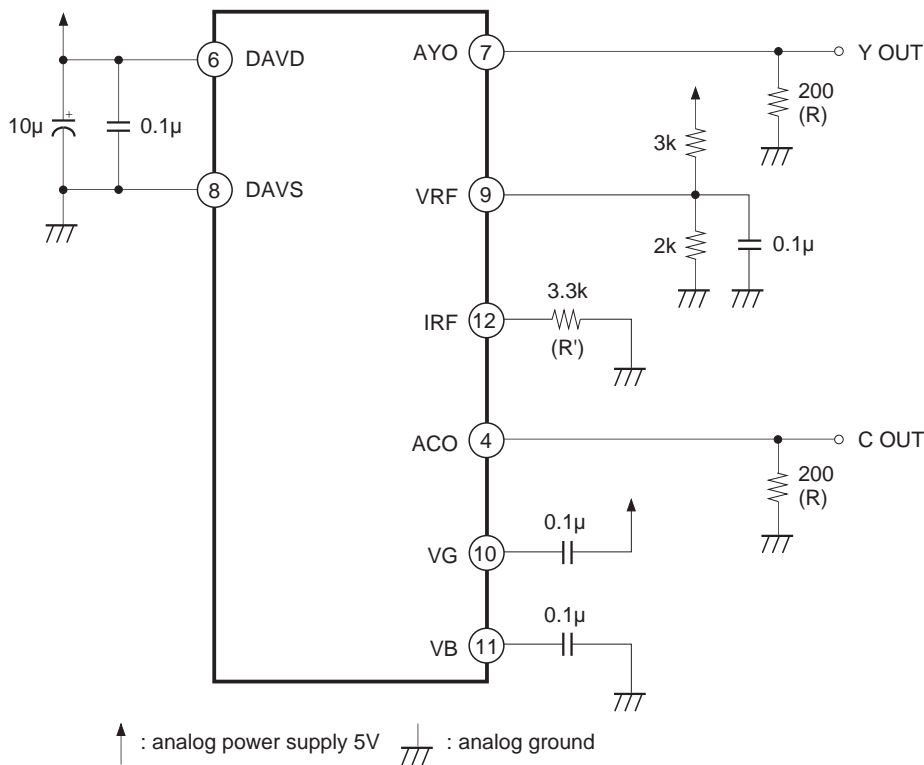 6 DAVD
AYO 7
Y OUT
200
(R)
10µ
+
0.1µ
3k
8 DAVS
VRF 9
2k
0.1µ
3.3k
IRF 12
(R')
ACO 4
C OUT
200
(R)
0.1µ
VG 10
0.1µ
VB 11
: analog power supply 5V : analog ground